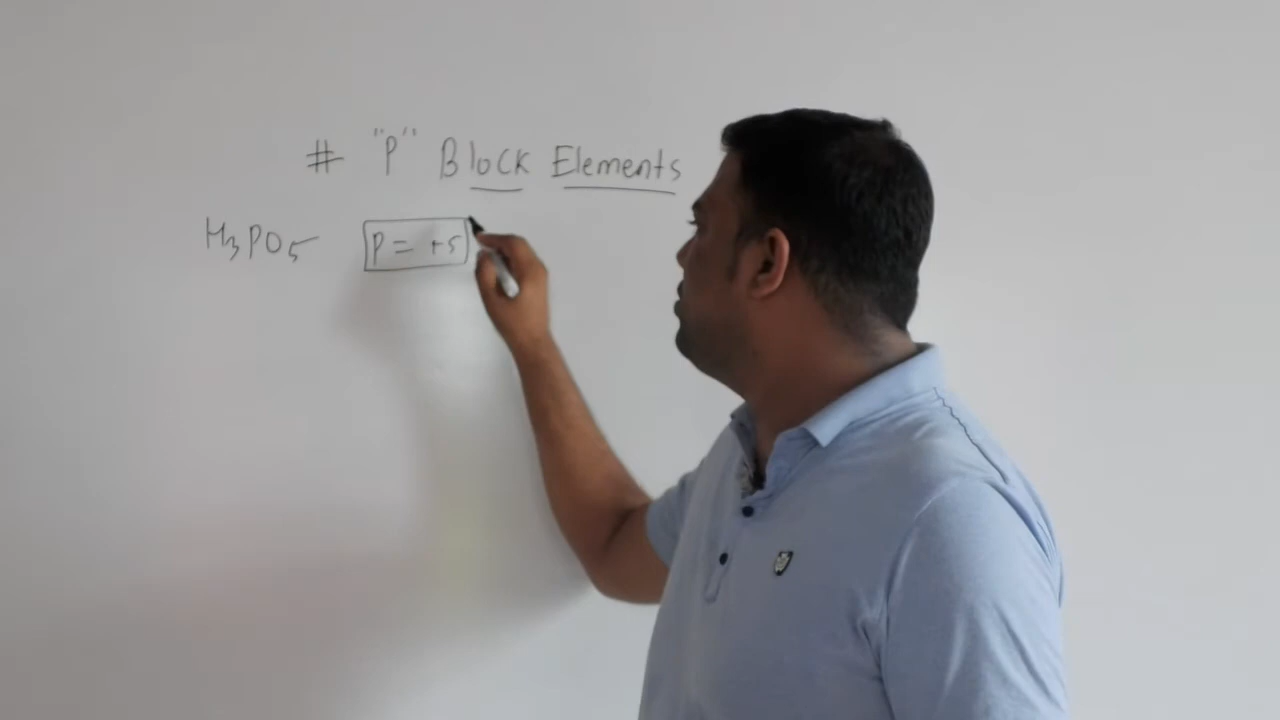 # "P" Block Elements
H₃PO₅ P = +5